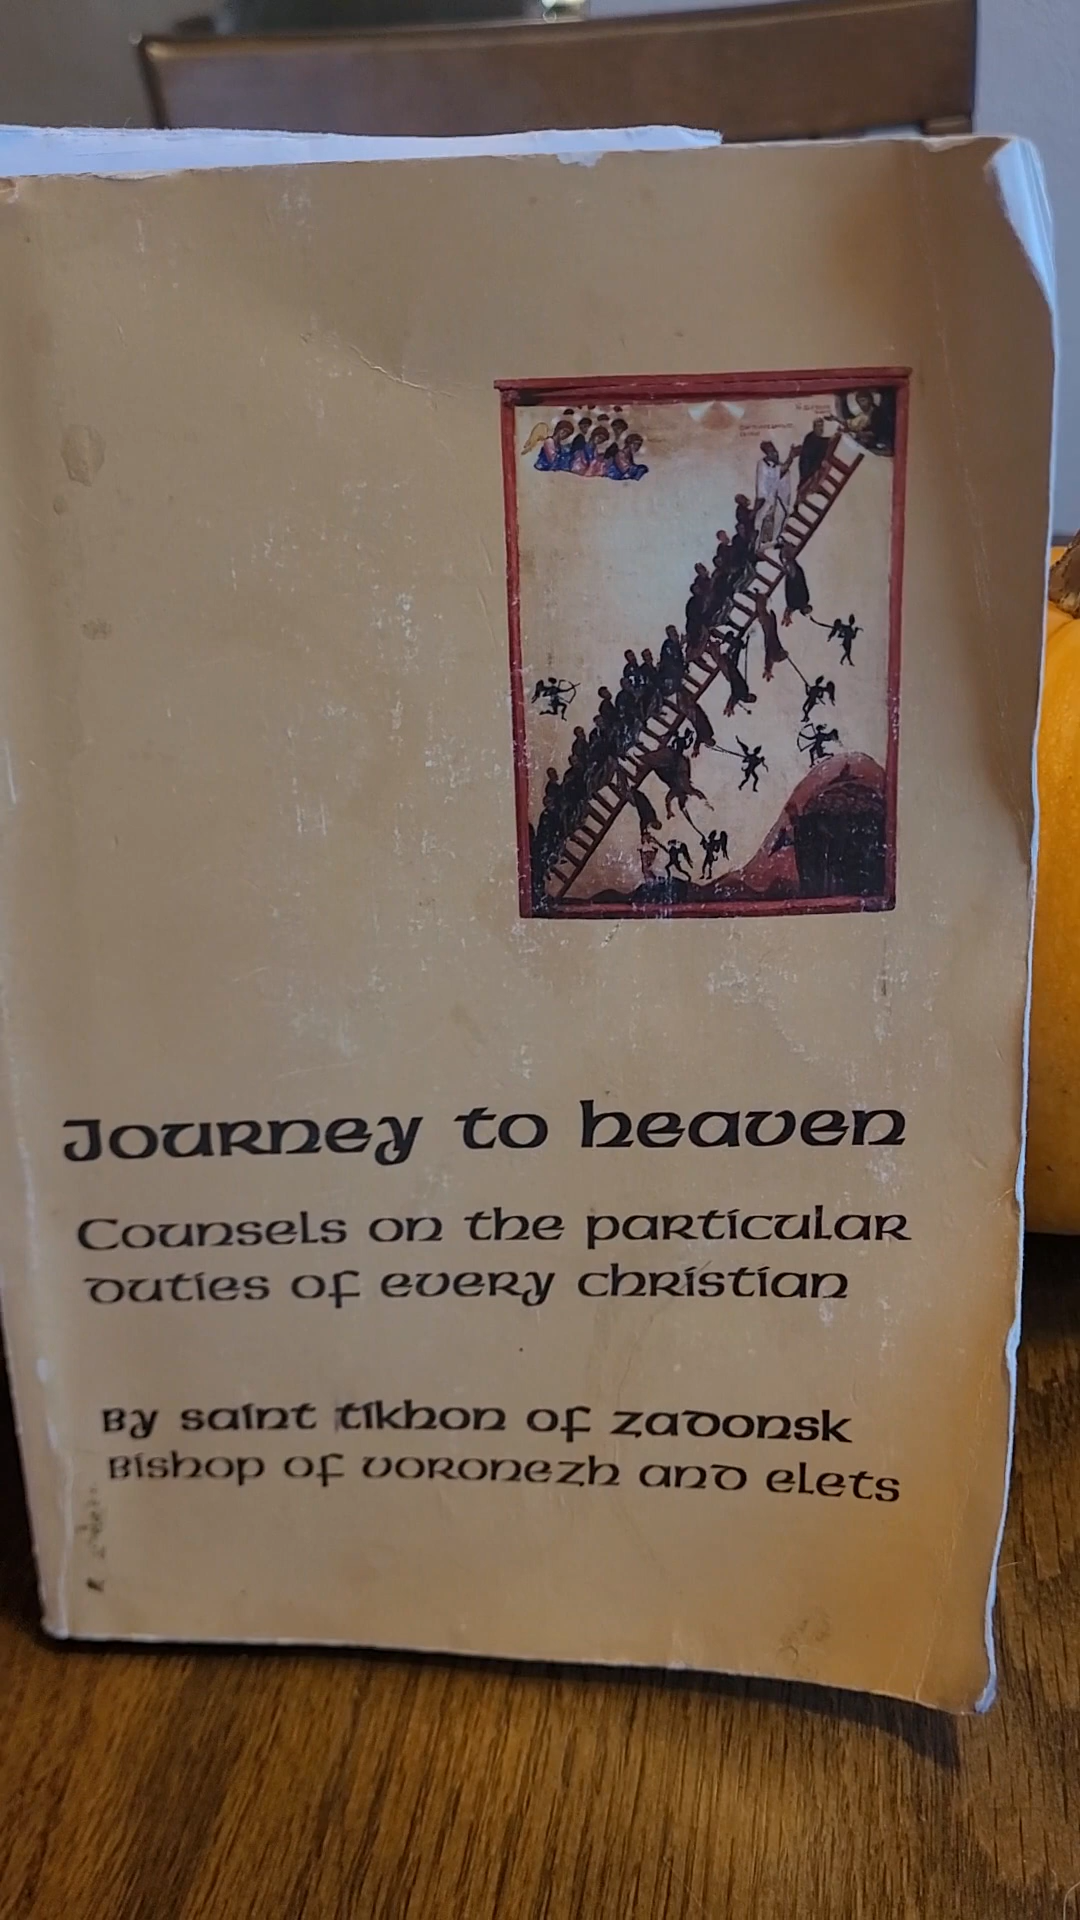 Journey to heaven
Counsels on the particular
duties of every christian
By saint tikhon of zadonsk
Bishop of voronezh and elets